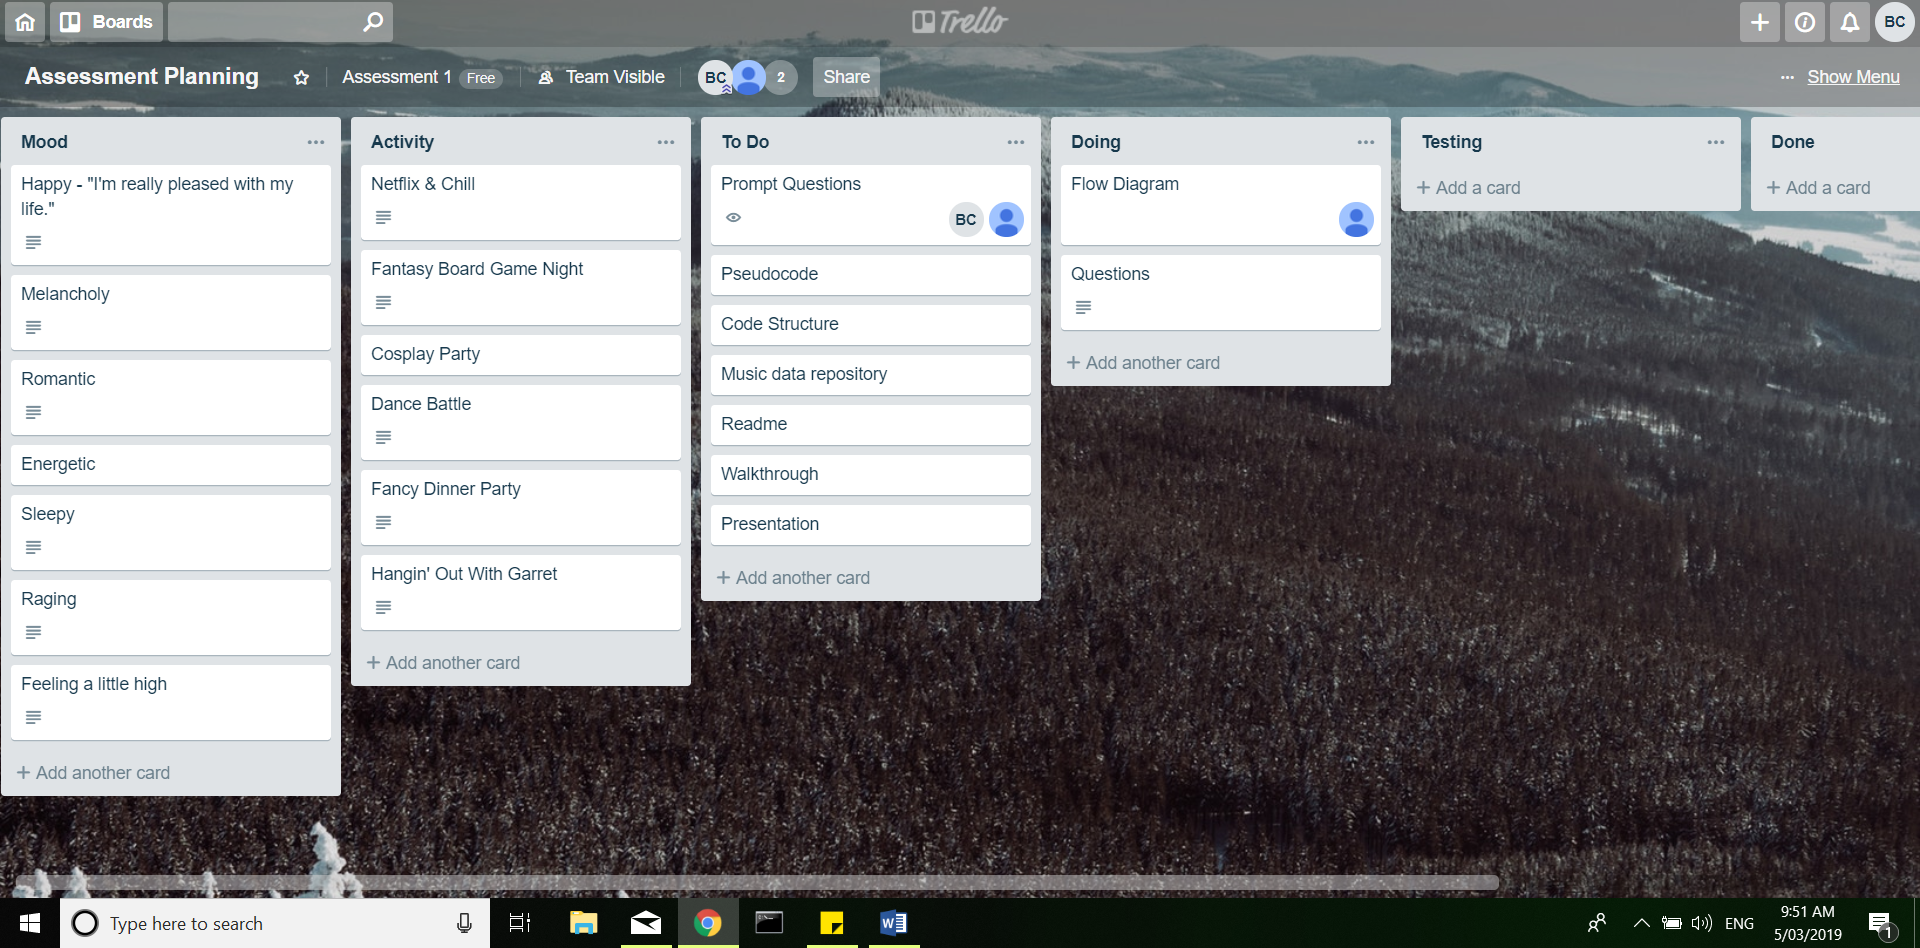 Boards
Trello
BC
Assessment Planning
Assessment 1
Free
Team Visible
BC
2
Share
Show Menu
Mood
Happy - "I'm really pleased with my
life."
Melancholy
Romantic
Energetic
Sleepy
Raging
Feeling a little high
+ Add another card
Activity
Netflix & Chill
Fantasy Board Game Night
Cosplay Party
Dance Battle
Fancy Dinner Party
Hangin' Out With Garret
+ Add another card
To Do
Prompt Questions
BC
Pseudocode
Code Structure
Music data repository
Readme
Walkthrough
Presentation
+ Add another card
Doing
Flow Diagram
Questions
+ Add another card
Testing
+ Add a card
Done
+ Add a card
Type here to search
ENG
9:51 AM
5/03/2019
1